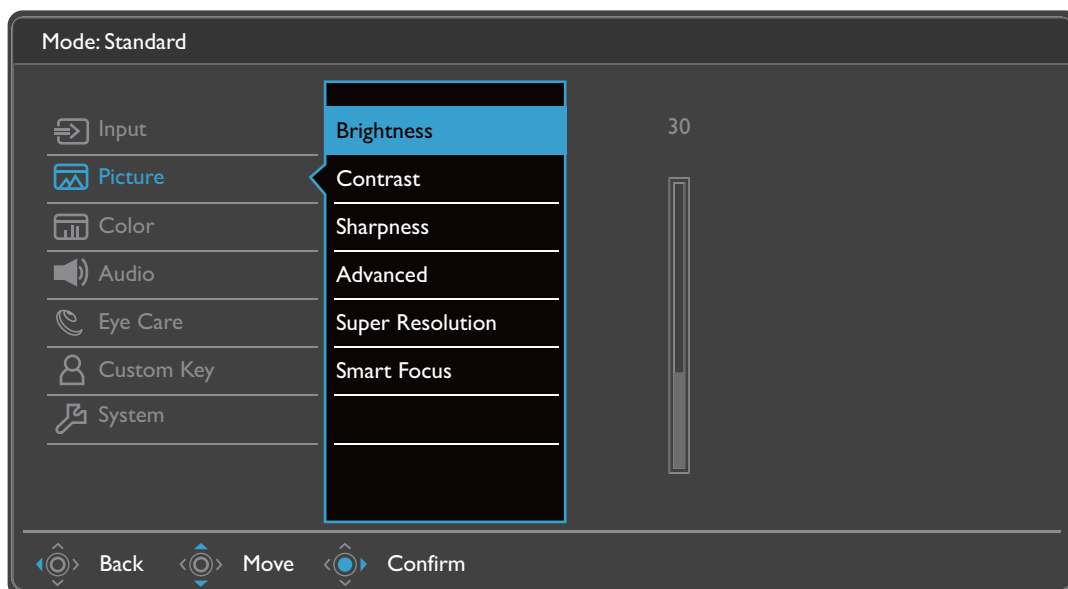 Mode: Standard
Input
Picture
Color
Audio
Eye Care
Custom Key
System
Brightness
Contrast
Sharpness
Advanced
Super Resolution
Smart Focus
30
Back
Move
Confirm